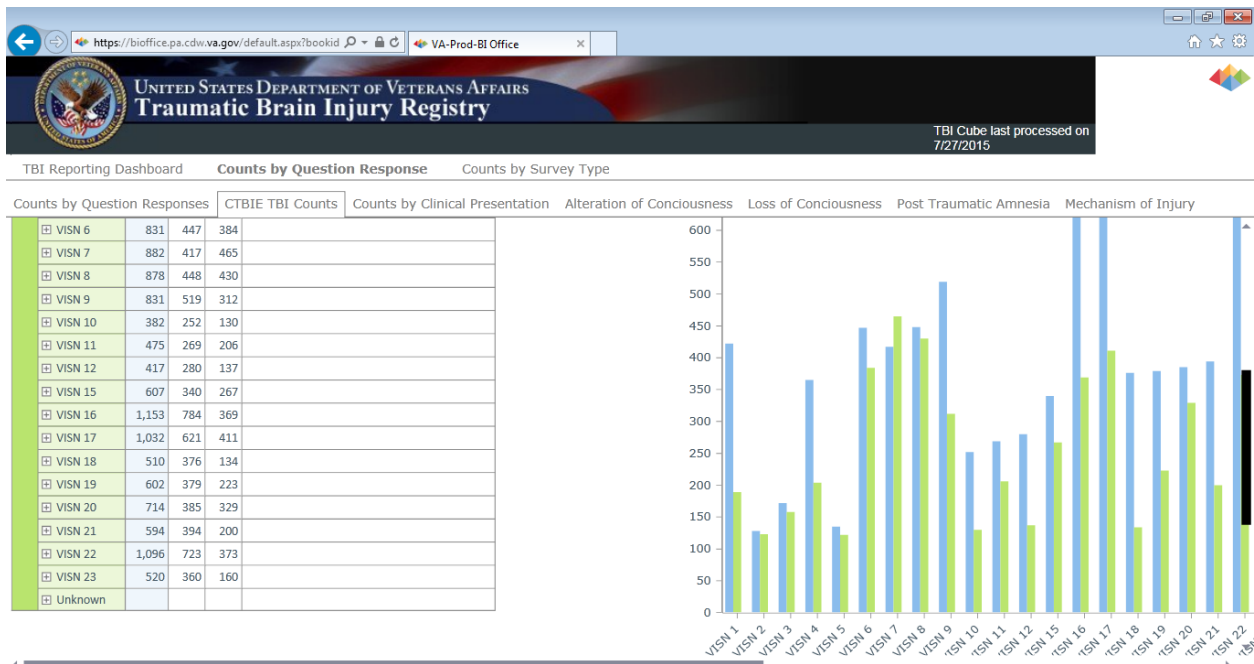 https://bioffice.pa.cdw.va.gov/default.aspx?bookid
VA-Prod-BI Office
UNITED STATES DEPARTMENT OF VETERANS AFFAIRS
Traumatic Brain Injury Registry
TBI Cube last processed on
7/27/2015
TBI Reporting Dashboard Counts by Question Response Counts by Survey Type
Counts by Question Responses CTBIE TBI Counts Counts by Clinical Presentation Alteration of Conciousness Loss of Conciousness Post Traumatic Amnesia Mechanism of Injury
VISN 6 831 447 384
VISN 7 882 417 465
VISN 8 878 448 430
VISN 9 831 519 312
VISN 10 382 252 130
VISN 11 475 269 206
VISN 12 417 280 137
VISN 15 607 340 267
VISN 16 1,153 784 369
VISN 17 1,032 621 411
VISN 18 510 376 134
VISN 19 602 379 223
VISN 20 714 385 329
VISN 21 594 394 200
VISN 22 1,096 723 373
VISN 23 520 360 160
Unknown
600
550
500
450
400
350
300
250
200
150
100
50
0
VISN 1 VISN 2 VISN 3 VISN 4 VISN 5 VISN 6 VISN 7 VISN 8 VISN 9 VISN 10 VISN 11 VISN 12 VISN 15 VISN 16 VISN 17 VISN 18 VISN 19 VISN 20 VISN 21 VISN 22